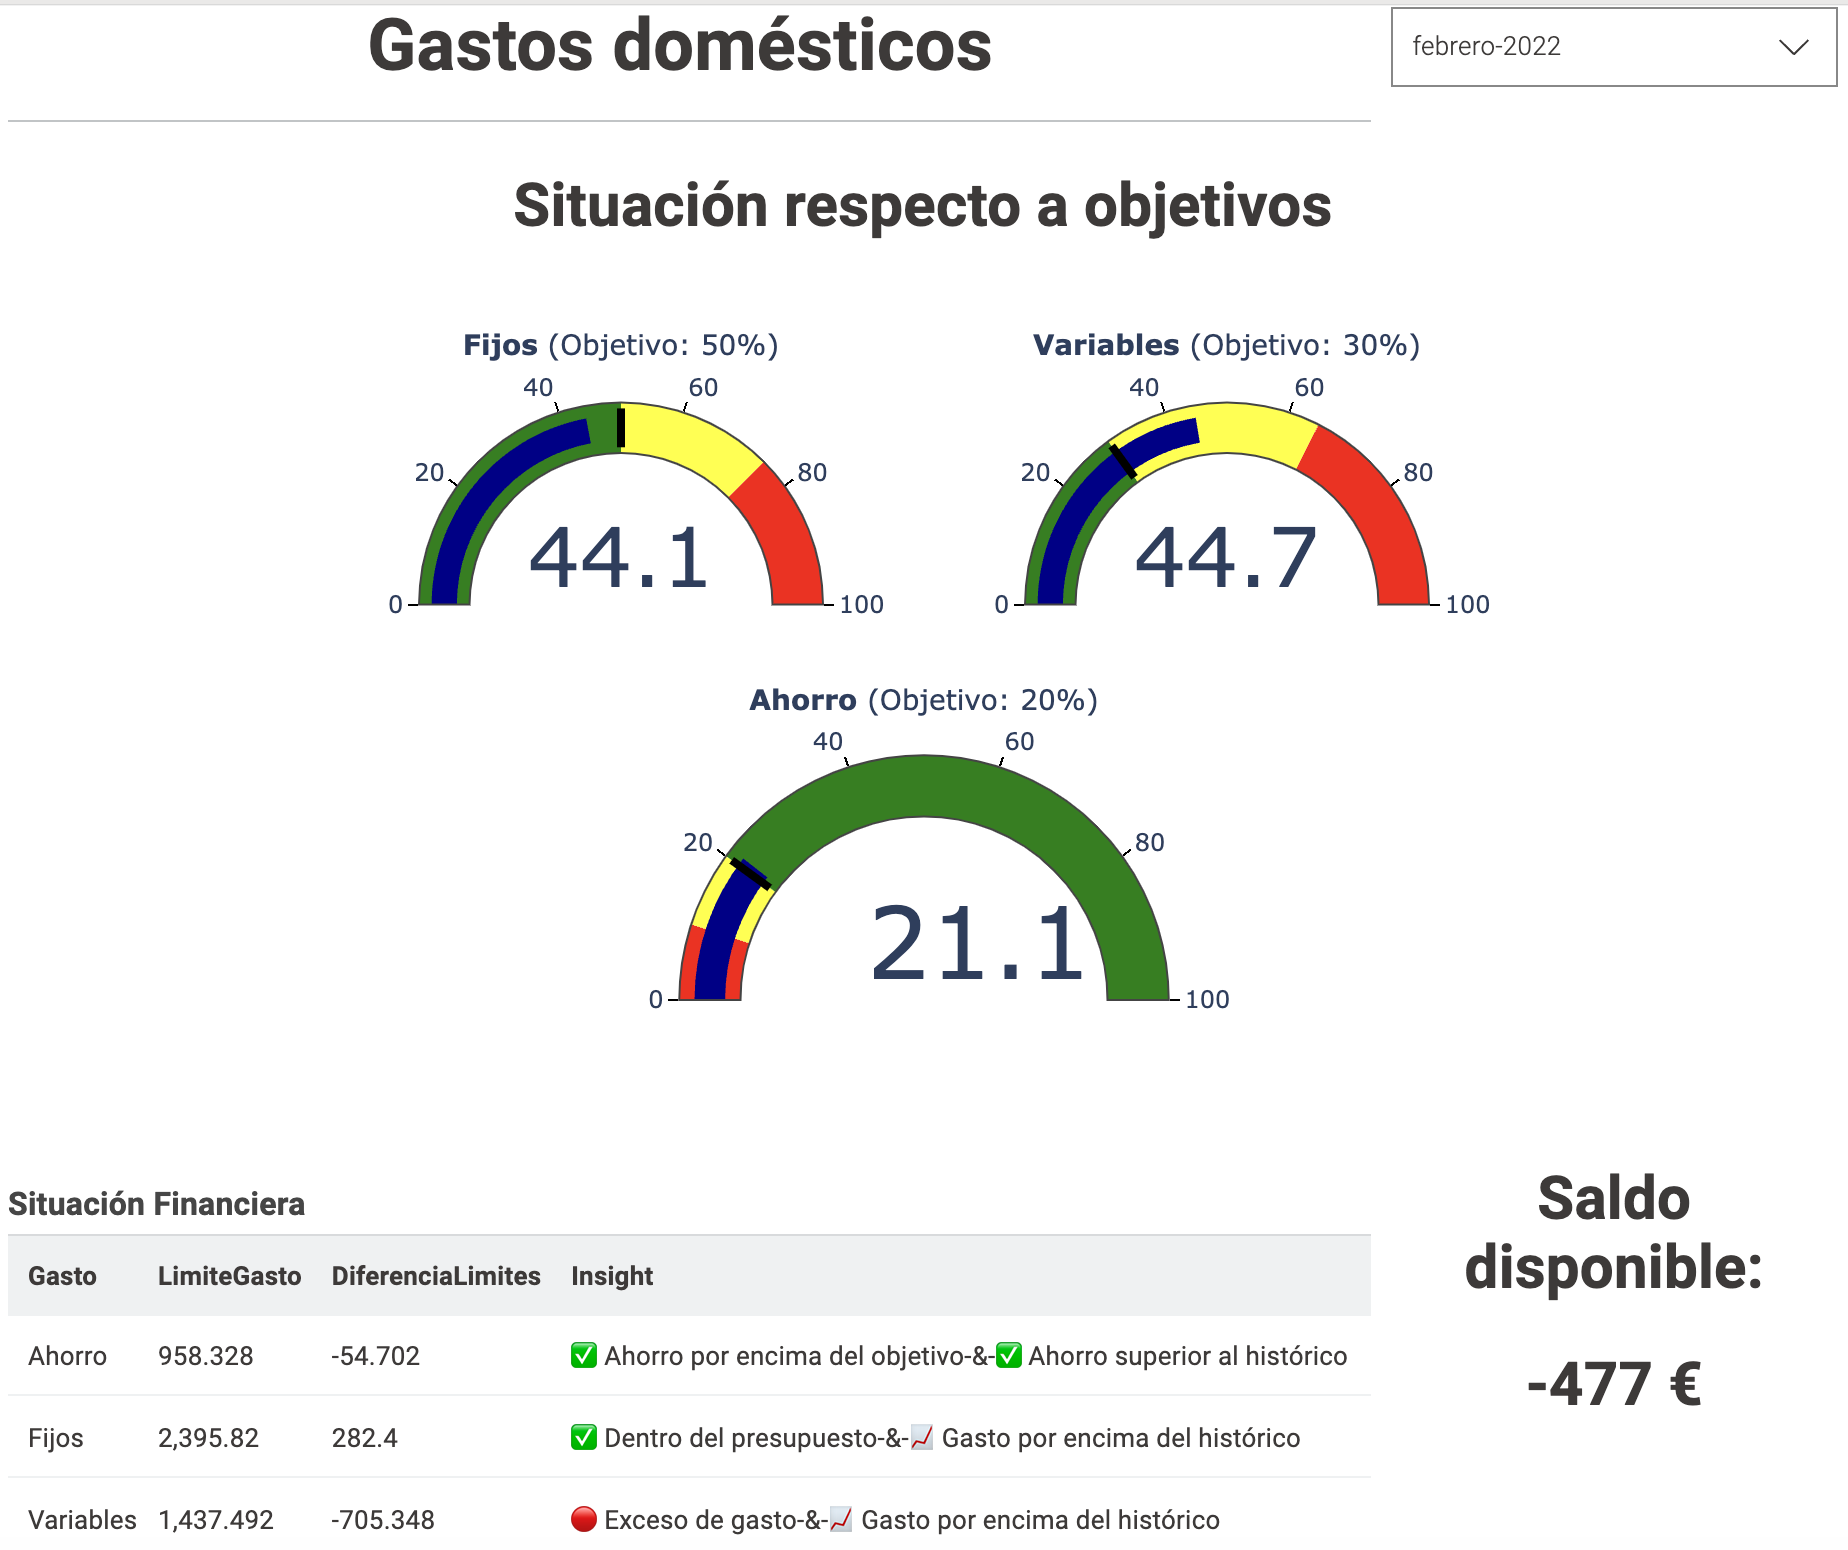 Gastos domésticos
febrero-2022
Situación respecto a objetivos
Fijos (Objetivo: 50%)
0
20
40
60
80
100
44.1
Variables (Objetivo: 30%)
0
20
40
60
80
100
44.7
Ahorro (Objetivo: 20%)
0
20
40
60
80
100
21.1
Situación Financiera
Gasto LimiteGasto DiferenciaLimites Insight
Ahorro 958.328 -54.702 ✅ Ahorro por encima del objetivo-&-✅ Ahorro superior al histórico
Fijos 2,395.82 282.4 ✅ Dentro del presupuesto-&-📈 Gasto por encima del histórico
Variables 1,437.492 -705.348 🔴 Exceso de gasto-&-📈 Gasto por encima del histórico
Saldo
disponible:
-477 €